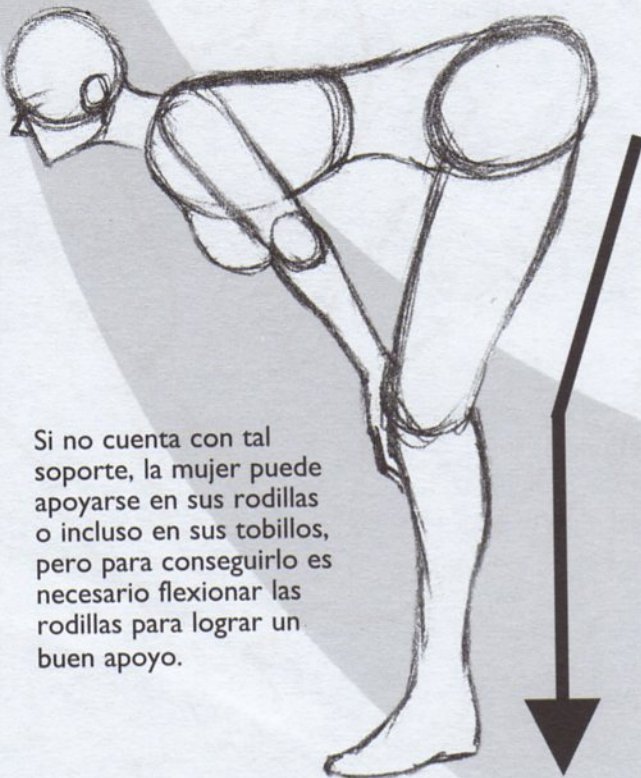 Si no cuenta con tal
soporte, la mujer puede
apoyarse en sus rodillas
o incluso en sus tobillos,
pero para conseguirlo es
necesario flexionar las
rodillas para lograr un
buen apoyo.